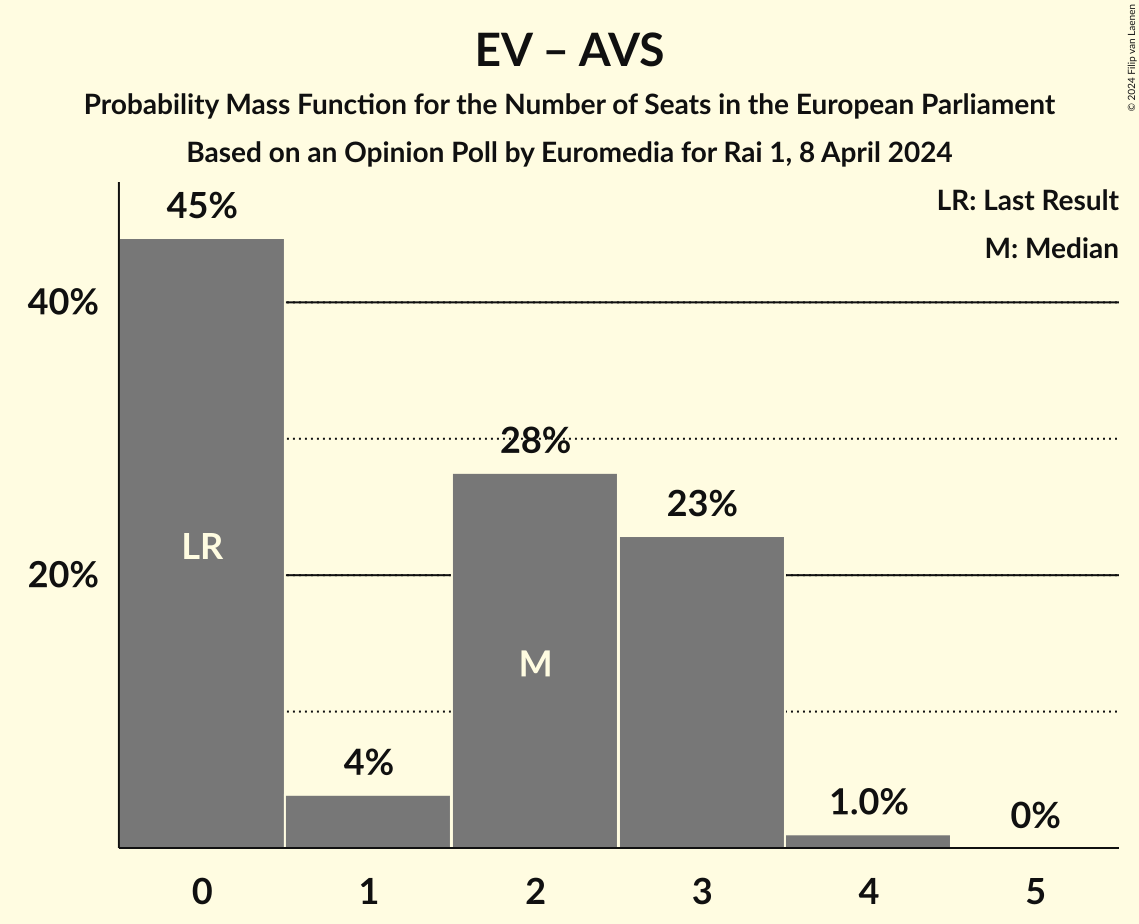 EV – AVS
Probability Mass Function for the Number of Seats in the European Parliament
Based on an Opinion Poll by Euromedia for Rai 1, 8 April 2024
© 2024 Filip van Laenen
LR: Last Result
M: Median
45%
40%
28%
23%
LR
20%
M
4%
1.0%
0%
0 1 2 3 4 5